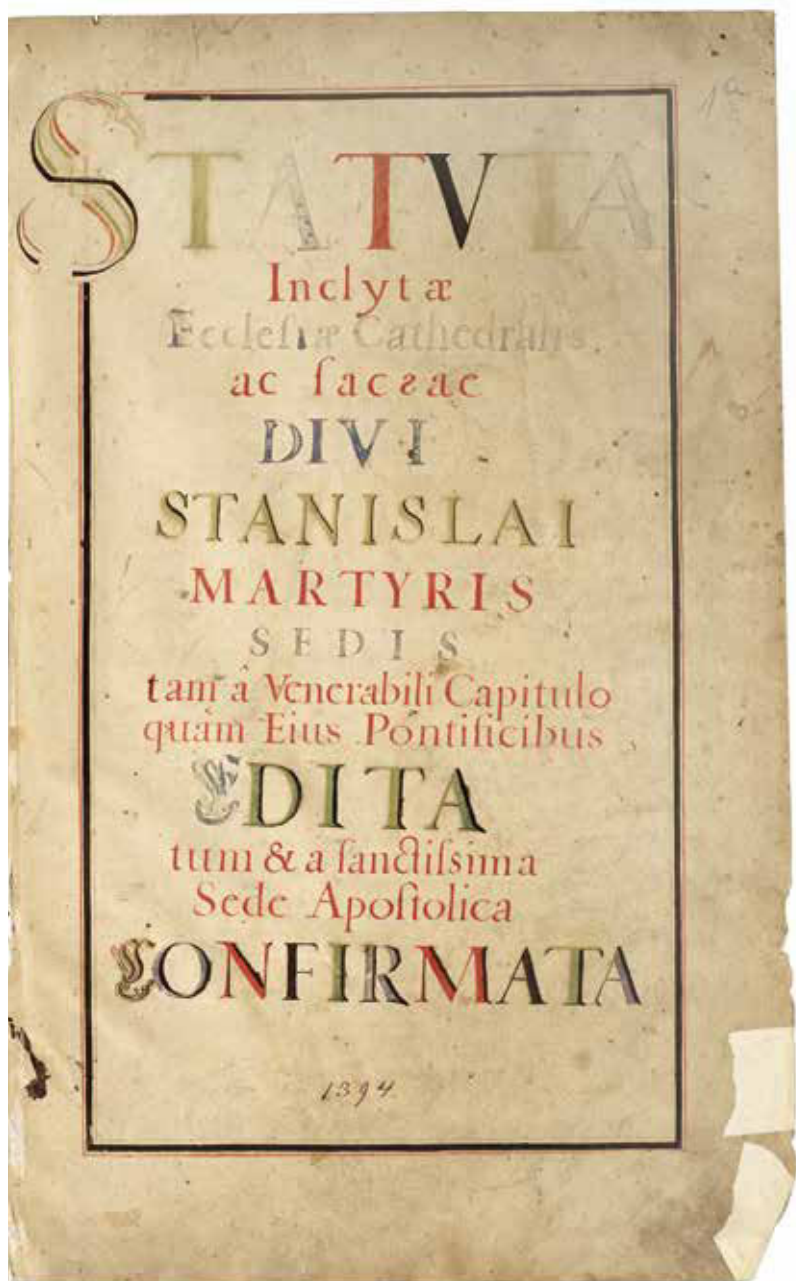 STATVTA
Inclytæ
Eccleſiæ Cathedralis
ac ſacrae
DIVI
STANISLAI
MARTYRIS
SEDIS
tam à Venerabili Capitulo
quàm Eius Pontificibus
EDITA
tum & a ſanctiſsima
Sede Apoſtolica
CONFIRMATA
1394